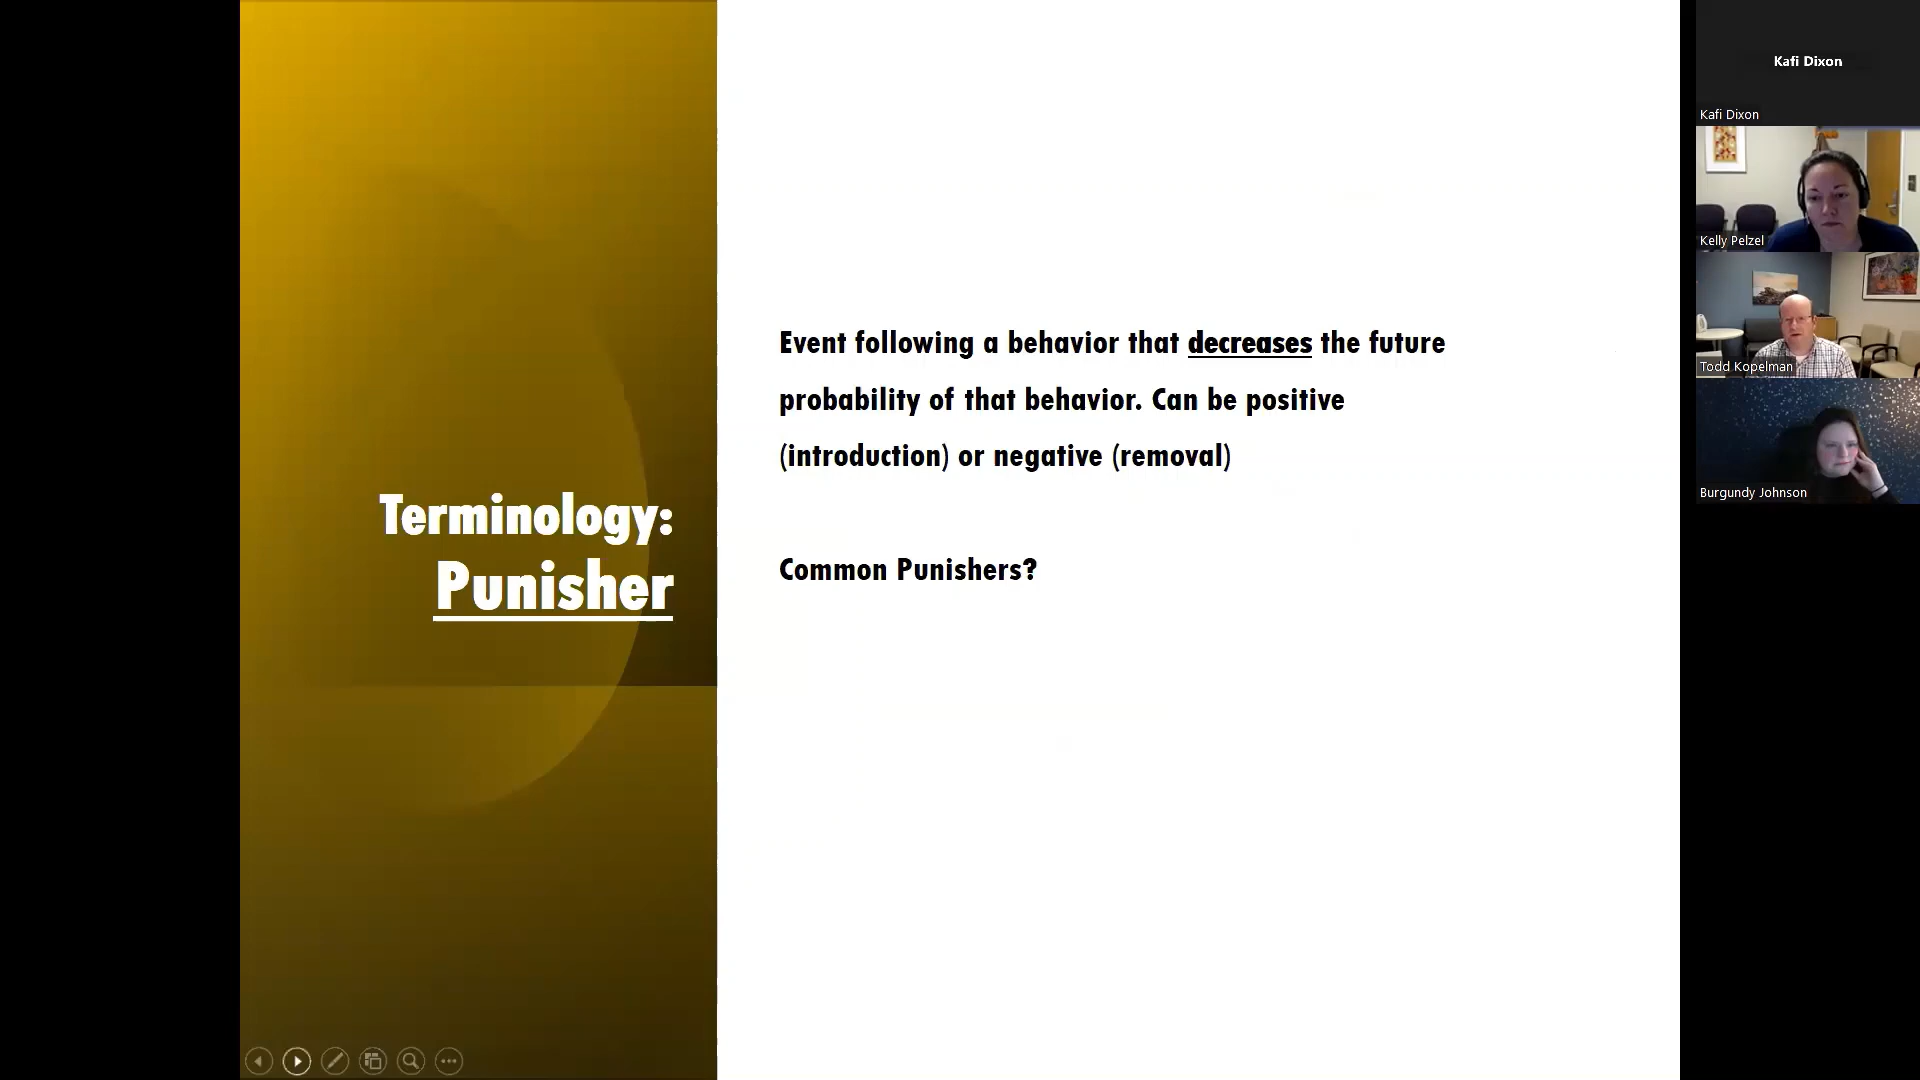 Terminology:
Punisher
Event following a behavior that decreases the future
probability of that behavior. Can be positive
(introduction) or negative (removal)
Common Punishers?
Kafi Dixon
Kafi Dixon
Kelly Pelzel
Todd Kopelman
Burgundy Johnson